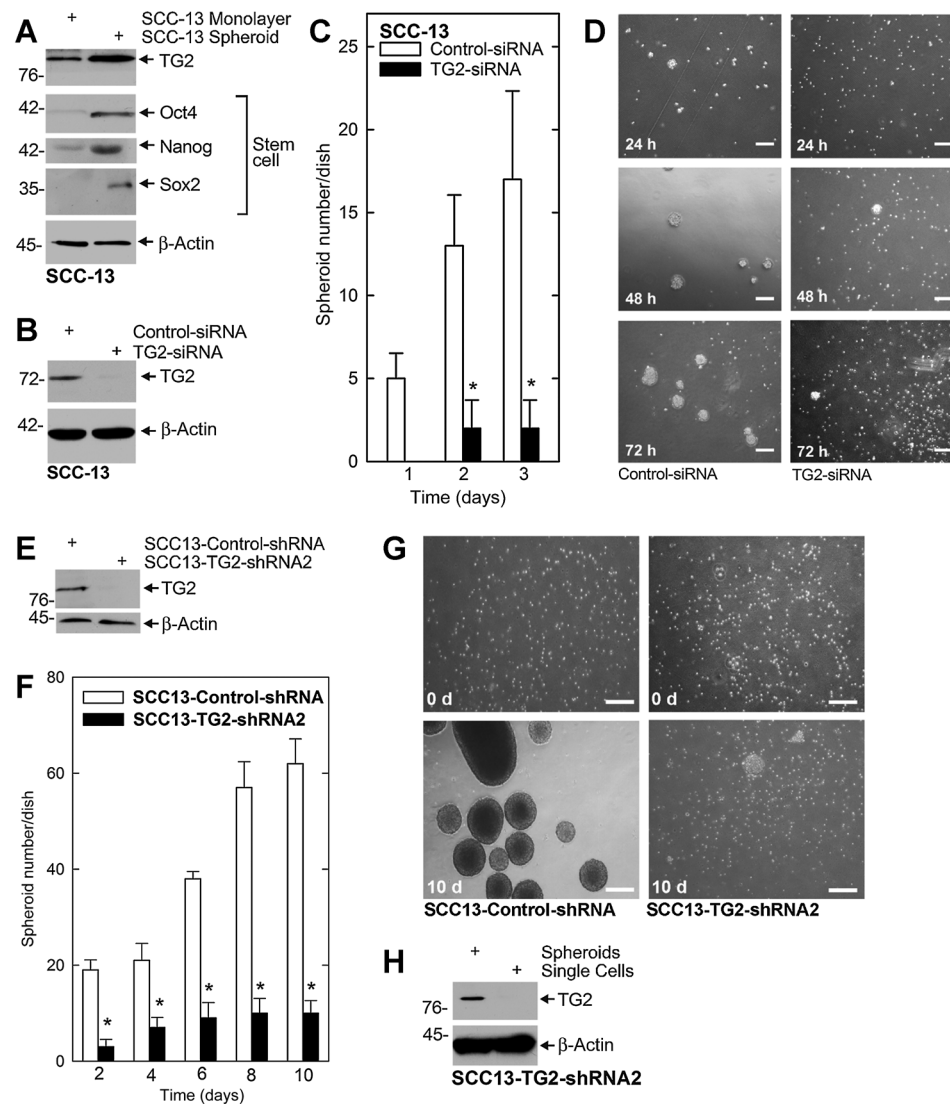 A
+ SCC-13 Monolayer
+ SCC-13 Spheroid
TG2
76-
42-
Oct4
42-
Nanog
35-
Sox2
Stem
cell
45-
β-Actin
SCC-13
B
+ Control-siRNA
+ TG2-siRNA
72-
TG2
42-
β-Actin
SCC-13
C
SCC-13
Control-siRNA
TG2-siRNA
Spheroid number/dish
25
20
15
10
5
0
* *
1 2 3
Time (days)
D
24 h
24 h
48 h
48 h
72 h
72 h
Control-siRNA
TG2-siRNA
E
+ SCC13-Control-shRNA
+ SCC13-TG2-shRNA2
TG2
76-
45-
β-Actin
F
SCC13-Control-shRNA
SCC13-TG2-shRNA2
Spheroid number/dish
80
60
40
20
0
* * * * *
2 4 6 8 10
Time (days)
G
0 d
0 d
10 d
10 d
SCC13-Control-shRNA
SCC13-TG2-shRNA2
H
+ Spheroids
+ Single Cells
TG2
76-
45-
β-Actin
SCC13-TG2-shRNA2